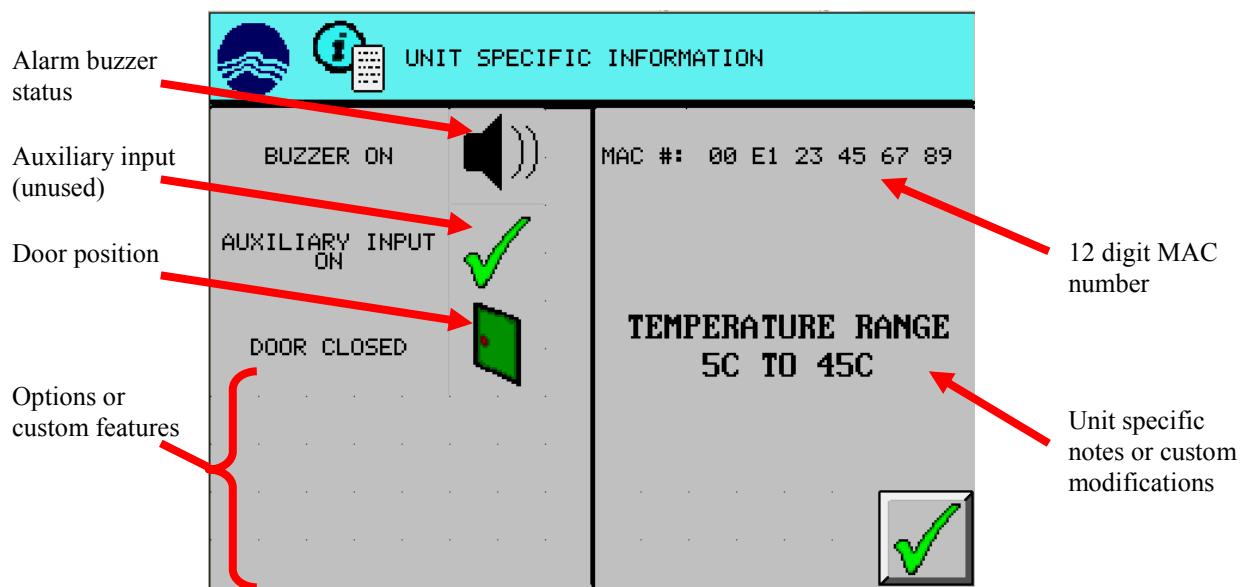 UNIT SPECIFIC INFORMATION
Alarm buzzer
status
BUZZER ON
MAC #: 00 E1 23 45 67 89
Auxiliary input
(unused)
AUXILIARY INPUT
ON
Door position
12 digit MAC
number
DOOR CLOSED
TEMPERATURE RANGE
5C TO 45C
Options or
custom features
Unit specific
notes or custom
modifications